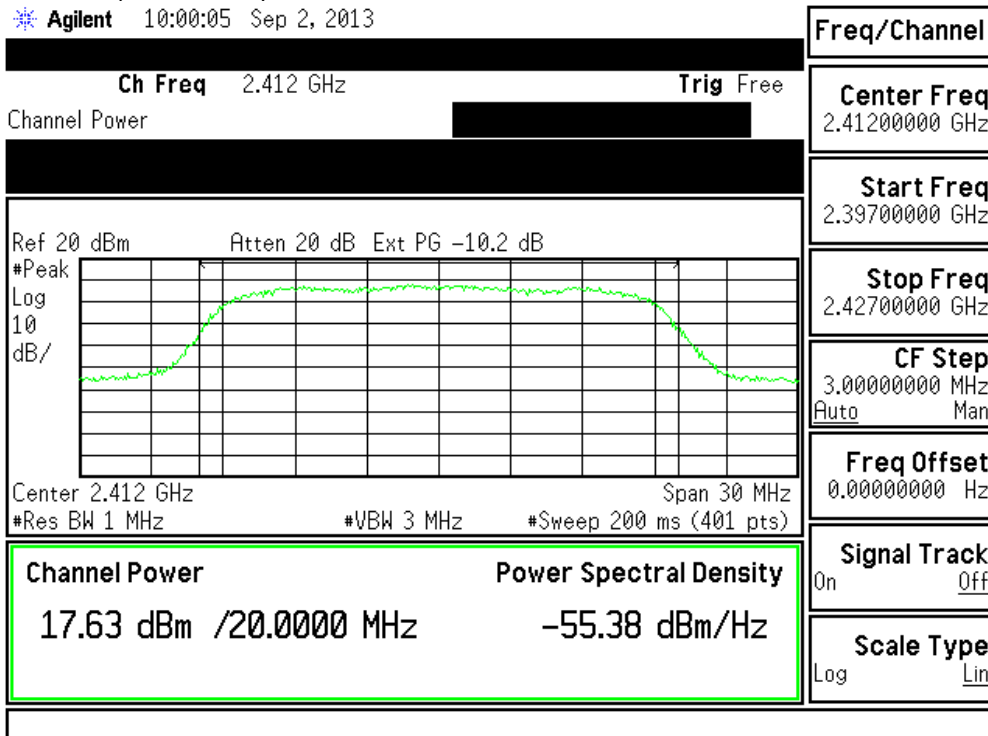 Agilent 10:00:05 Sep 2, 2013
Ch Freq 2.412 GHz Trig Free
Channel Power
Ref 20 dBm Atten 20 dB Ext PG -10.2 dB
#Peak
Log
10
dB/
Center 2.412 GHz Span 30 MHz
#Res BW 1 MHz #VBW 3 MHz #Sweep 200 ms (401 pts)
Channel Power Power Spectral Density
17.63 dBm /20.0000 MHz -55.38 dBm/Hz
Freq/Channel
Center Freq
2.41200000 GHz
Start Freq
2.39700000 GHz
Stop Freq
2.42700000 GHz
CF Step
3.00000000 MHz
Auto Man
Freq Offset
0.00000000 Hz
Signal Track
On Off
Scale Type
Log Lin